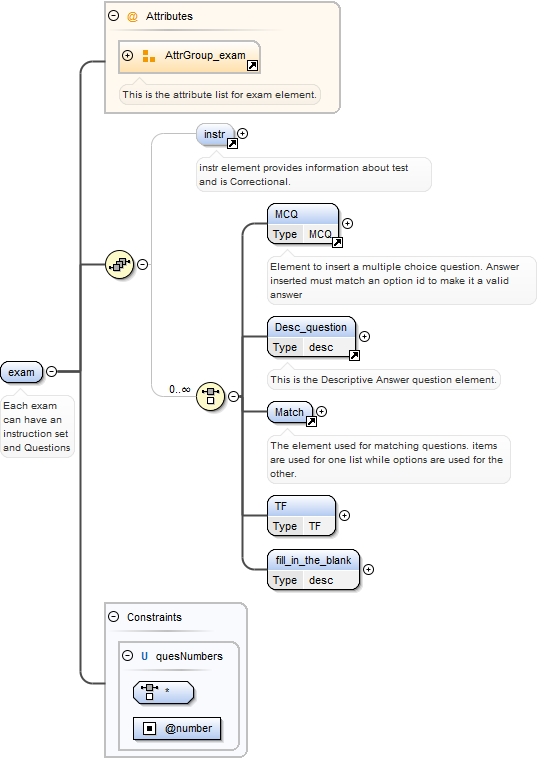 @ Attributes
AttrGroup_exam
This is the attribute list for exam element.
instr
instr element provides information about test
and is Correctional.
MCQ
Type MCQ
Element to insert a multiple choice question. Answer
inserted must match an option id to make it a valid
answer
Desc_question
Type desc
This is the Descriptive Answer question element.
exam
Each exam
can have an
instruction set
and Questions
0..∞
Match
The element used for matching questions. items
are used for one list while options are used for the
other.
TF
Type TF
fill_in_the_blank
Type desc
Constraints
U quesNumbers
*
@number